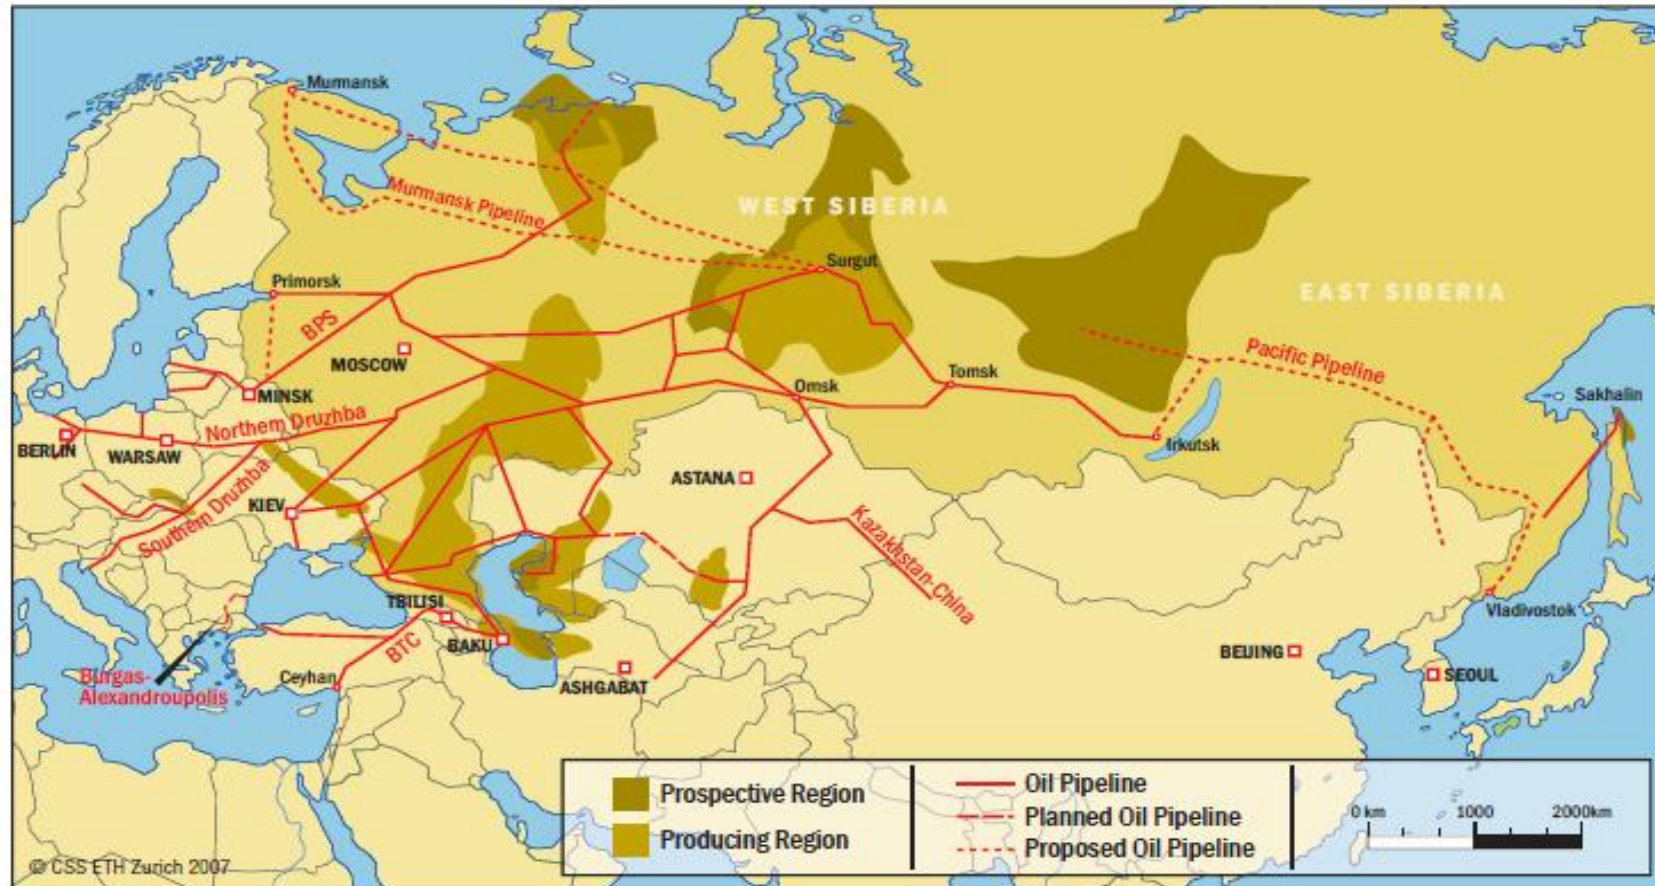 Murmansk
WEST SIBERIA
Murmansk Pipeline
Surgut
Primorsk
EAST SIBERIA
BPS
MOSCOW
Pacific Pipeline
Tomsk
Omsk
Sakhalin
MINSK
Northern Druzhba
BERLIN
WARSAW
Irkutsk
ASTANA
KIEV
Southern Druzhba
Kazakhstan-China
TBILISI
Vladivostok
BAKU
BTC
BEIJING
Ceyhan
SEOUL
Burgas-
Alexandroupolis
ASHGABAT
Prospective Region
Producing Region
Oil Pipeline
Planned Oil Pipeline
Proposed Oil Pipeline
0 km 1000 2000km
© CSS ETH Zurich 2007